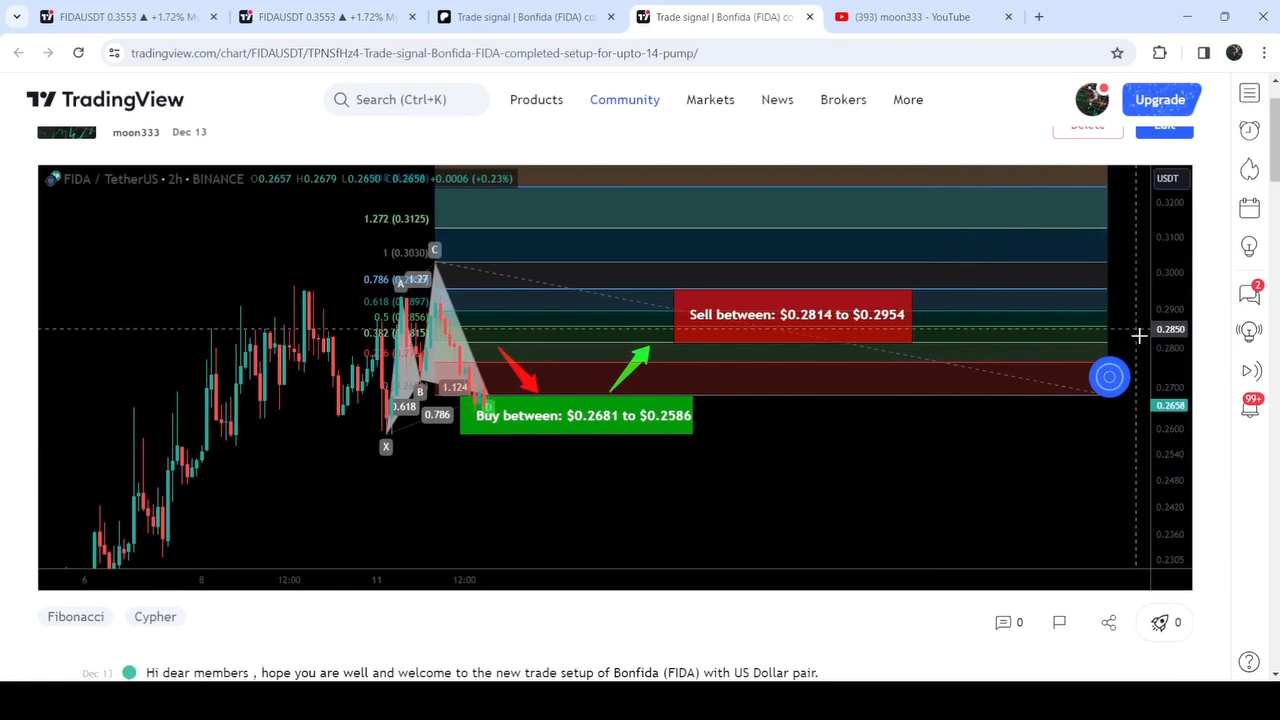 FIDAUSDT 0.3553 ▲ +1.72% My
FIDAUSDT 0.3553 ▲ +1.72% My
Trade signal | Bonfida (FIDA) co
Trade signal | Bonfida (FIDA) co
(393) moon333 - YouTube
tradingview.com/chart/FIDAUSDT/TPNSfHz4-Trade-signal-Bonfida-FIDA-completed-setup-for-upto-14-pump/
TradingView
Search (Ctrl+K)
Products
Community
Markets
News
Brokers
More
Upgrade
moon333 Dec 13
Delete
Edit
FIDA / TetherUS • 2h • BINANCE O0.2657 H0.2679 L0.2650 0.2658 +0.0006 (+0.23%)
USDT
0.3200
1.272 (0.3125)
0.3100
C
1 (0.3030)
0.3000
0.786
1.27
A
0.618
0.2900
Sell between: $0.2814 to $0.2954
0.5
0.2850
0.382
0.2800
B
1.124
0.2700
0.618
0.786
0.2658
Buy between: $0.2681 to $0.2586
0.2600
X
0.2540
0.2480
0.2420
0.2360
0.2305
6
8
12:00
11
12:00
Fibonacci
Cypher
0
0
2
99+
Dec 13 Hi dear members , hope you are well and welcome to the new trade setup of Bonfida (FIDA) with US Dollar pair.